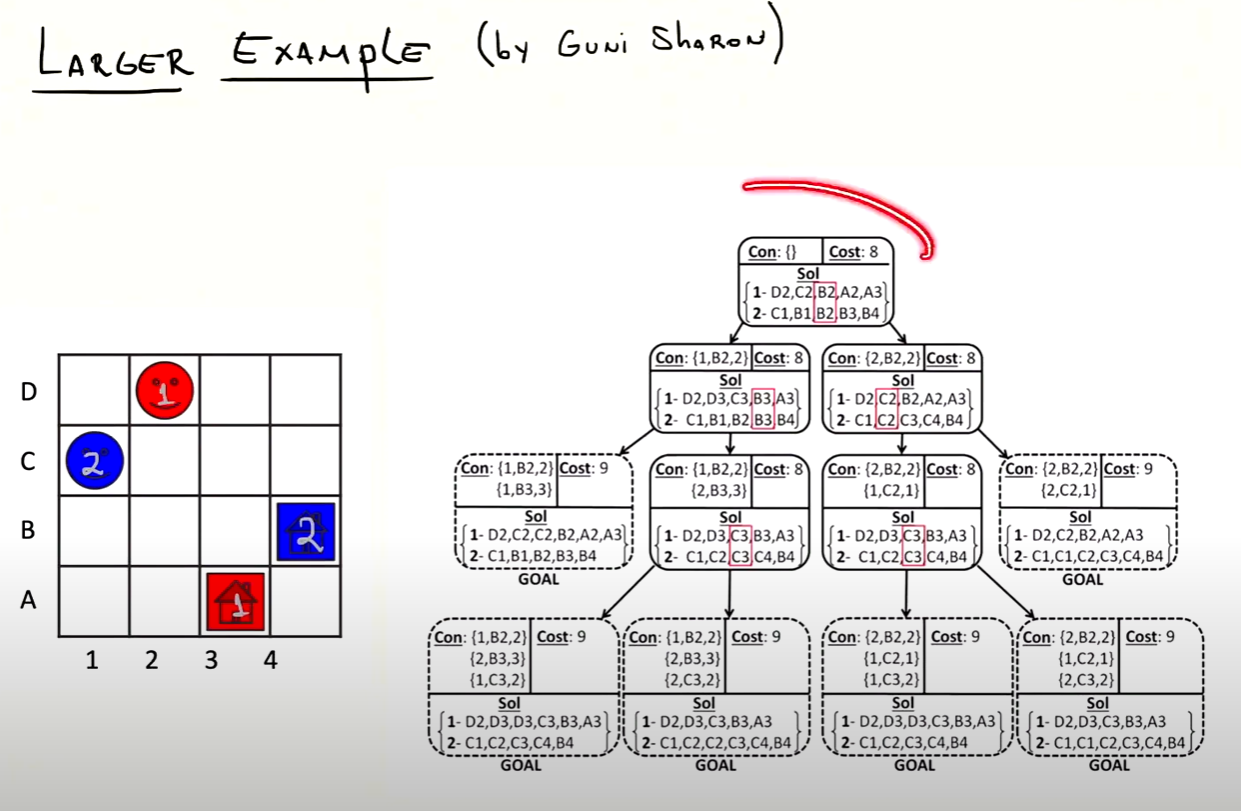 LARGER EXAMPLE (by Guni Sharon)
Con: {} Cost: 8
Sol
1- D2,C2,B2,A2,A3
2- C1,B1,B2,B3,B4
Con: {1,B2,2} Cost: 8
Sol
1- D2,D3,C3,B3,A3
2- C1,B1,B2,B3,B4
Con: {2,B2,2} Cost: 8
Sol
1- D2,C2,B2,A2,A3
2- C1,C2,C3,C4,B4
Con: {1,B2,2} Cost: 9
{1,B3,3}
Sol
1- D2,C2,C2,B2,A2,A3
2- C1,B1,B2,B3,B4
GOAL
Con: {1,B2,2} Cost: 8
{2,B3,3}
Sol
1- D2,D3,C3,B3,A3
2- C1,C2,C3,C4,B4
Con: {2,B2,2} Cost: 8
{1,C2,1}
Sol
1- D2,D3,C3,B3,A3
2- C1,C2,C3,C4,B4
Con: {2,B2,2} Cost: 9
{2,C2,1}
Sol
1- D2,C2,B2,A2,A3
2- C1,C1,C2,C3,C4,B4
GOAL
Con: {1,B2,2} Cost: 9
{2,B3,3}
{1,C3,2}
Sol
1- D2,D3,D3,C3,B3,A3
2- C1,C2,C3,C4,B4
GOAL
Con: {1,B2,2} Cost: 9
{2,B3,3}
{2,C3,2}
Sol
1- D2,D3,C3,B3,A3
2- C1,C2,C2,C3,C4,B4
GOAL
Con: {2,B2,2} Cost: 9
{1,C2,1}
{1,C3,2}
Sol
1- D2,D3,D3,C3,B3,A3
2- C1,C2,C3,C4,B4
GOAL
Con: {2,B2,2} Cost: 9
{1,C2,1}
{2,C3,2}
Sol
1- D2,D3,C3,B3,A3
2- C1,C1,C2,C3,C4,B4
GOAL
D 1
C 2
B 2
A 1
1 2 3 4